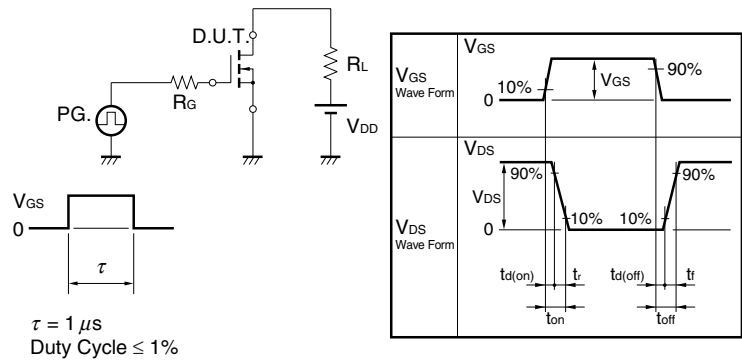 D.U.T.
RL
RG
PG.
VDD
VGS
0
τ
τ = 1 μs
Duty Cycle ≤ 1%
VGS
Wave Form
VGS
10%
VGS
90%
0
VDS
Wave Form
VDS
90%
VDS
0
10%
10%
90%
td(on)
tr
td(off)
tf
ton
toff